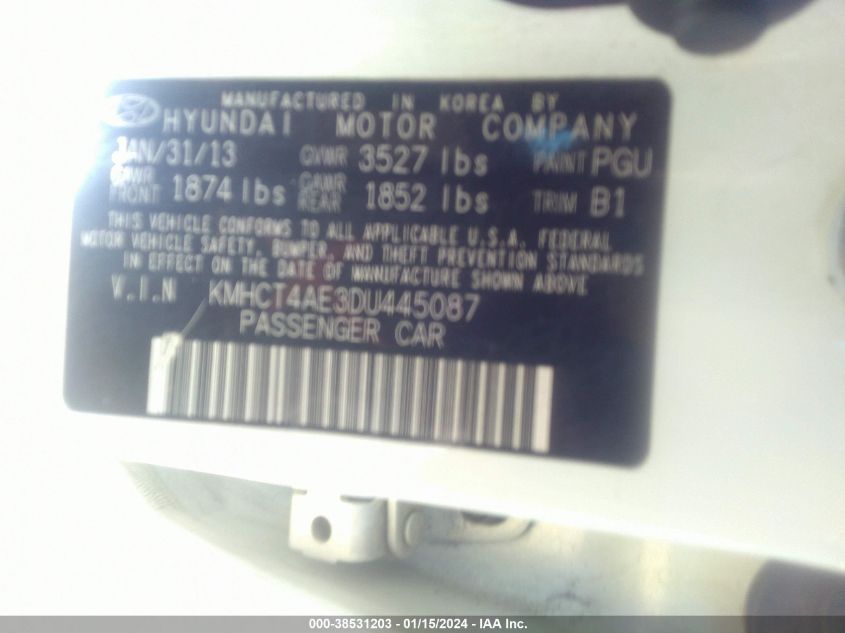 MANUFACTURED IN KOREA BY
HYUNDAI MOTOR COMPANY
JAN/31/13 GVWR 3527 lbs PAINT PGU
GAWR FRONT 1874 lbs GAWR REAR 1852 lbs TRIM B1
THIS VEHICLE CONFORMS TO ALL APPLICABLE U.S.A. FEDERAL
MOTOR VEHICLE SAFETY, BUMPER, AND THEFT PREVENTION STANDARDS
IN EFFECT ON THE DATE OF MANUFACTURE SHOWN ABOVE
V.I.N KMHCT4AE3DU445087
PASSENGER CAR
000-38531203 - 01/15/2024 - IAA Inc.